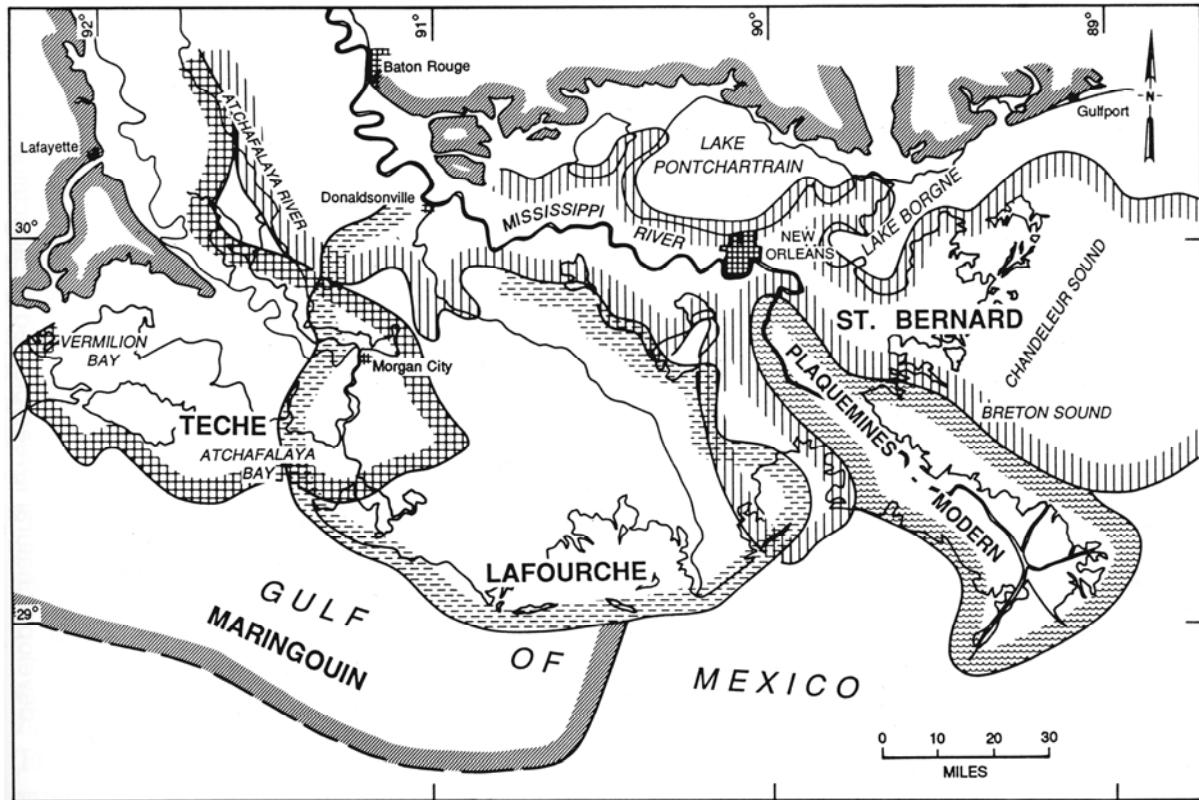 92°
91°
90°
89°
Baton Rouge
N
Gulfport
Lafayette
ATCHAFALAYA RIVER
LAKE
PONTCHARTRAIN
Donaldsonville
MISSISSIPPI
RIVER
LAKE BORGNE
30°
NEW
ORLEANS
CHANDELEUR SOUND
ST. BERNARD
VERMILION
BAY
Morgan City
PLAQUEMINES
BRETON SOUND
TECHE
ATCHAFALAYA
BAY
MODERN
LAFOURCHE
29°
GULF
OF
MEXICO
MARINGOUIN
0 10 20 30
MILES